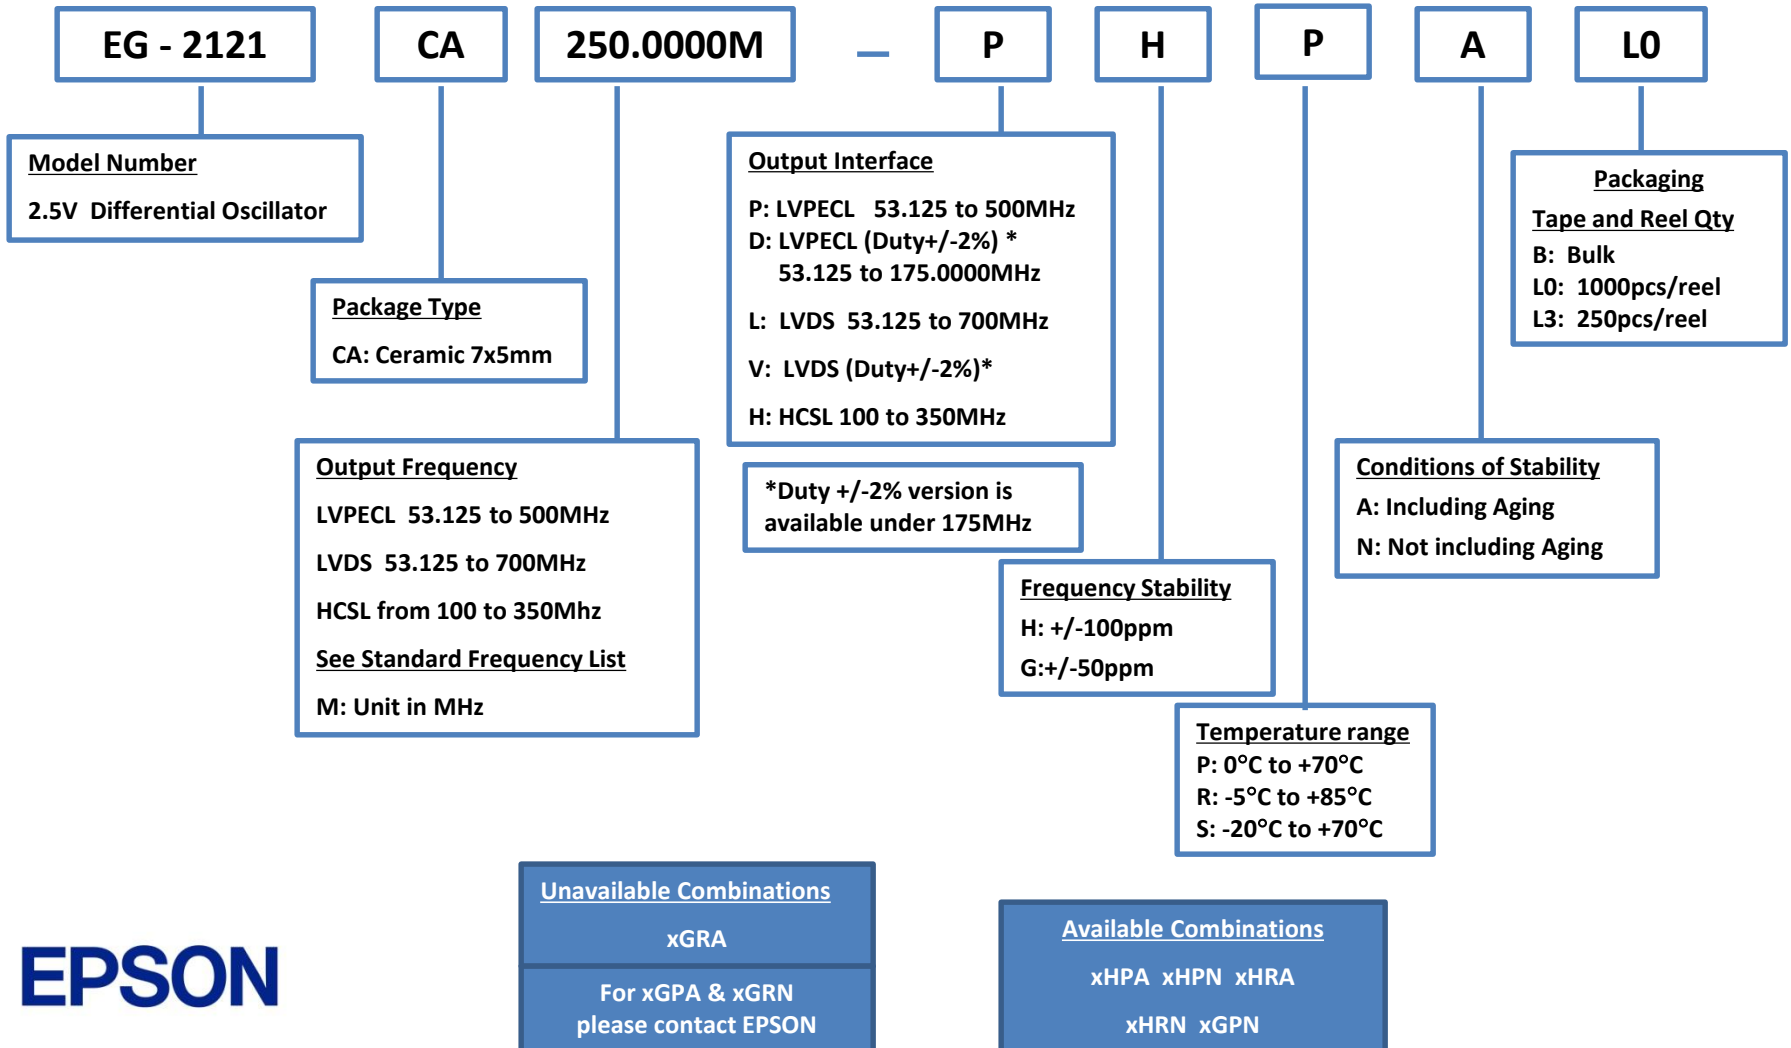 EG - 2121 CA 250.0000M – P H P A L0
Model Number
2.5V Differential Oscillator
Package Type
CA: Ceramic 7x5mm
Output Frequency
LVPECL 53.125 to 500MHz
LVDS 53.125 to 700MHz
HCSL from 100 to 350Mhz
See Standard Frequency List
M: Unit in MHz
Output Interface
P: LVPECL 53.125 to 500MHz
D: LVPECL (Duty+/-2%) *
53.125 to 175.0000MHz
L: LVDS 53.125 to 700MHz
V: LVDS (Duty+/-2%)*
H: HCSL 100 to 350MHz
*Duty +/-2% version is
available under 175MHz
Frequency Stability
H: +/-100ppm
G:+/-50ppm
Temperature range
P: 0°C to +70°C
R: -5°C to +85°C
S: -20°C to +70°C
Conditions of Stability
A: Including Aging
N: Not including Aging
Packaging
Tape and Reel Qty
B: Bulk
L0: 1000pcs/reel
L3: 250pcs/reel
Unavailable Combinations
xGRA
For xGPA & xGRN
please contact EPSON
Available Combinations
xHPA xHPN xHRA
xHRN xGPN
EPSON